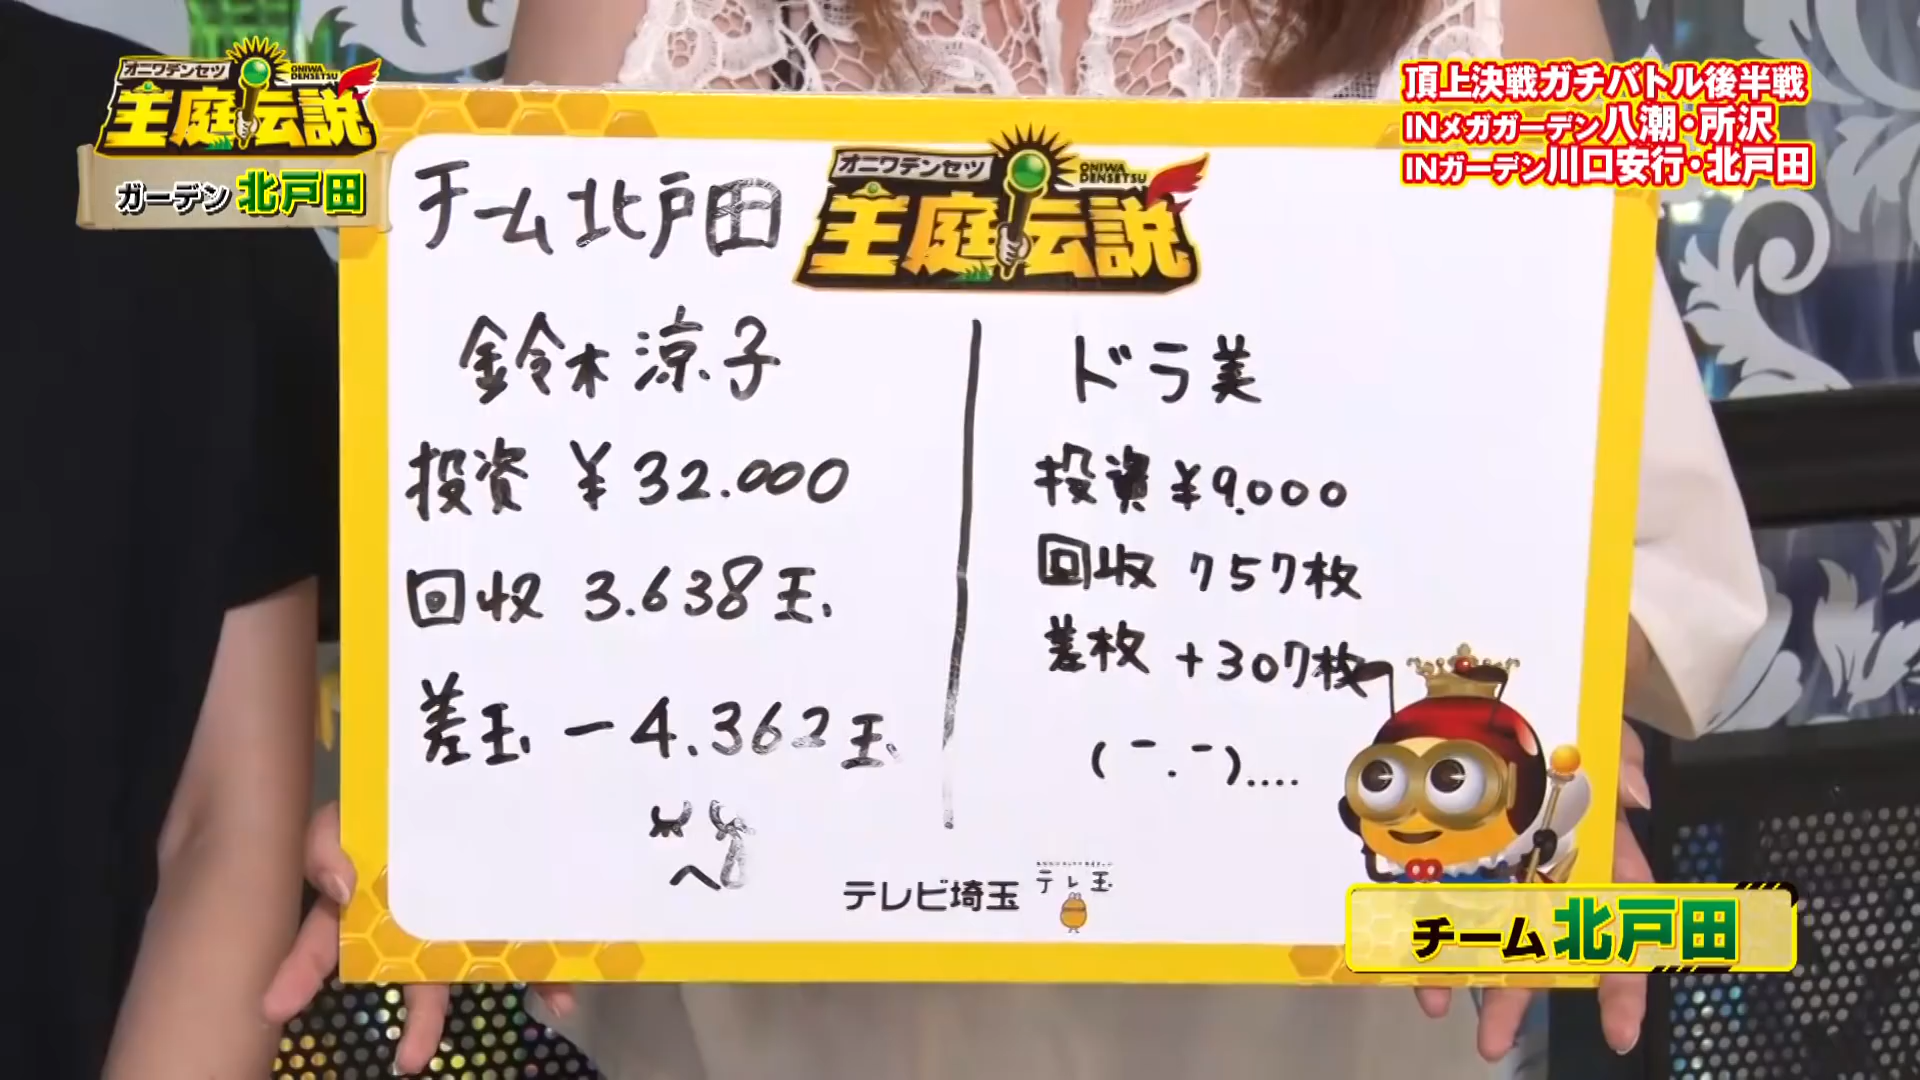 オニワデンセツ
ONIWA DENSETSU
主庭伝説
ガーデン 北戸田
頂上決戦ガチバトル後半戦
INメガガーデン八潮・所沢
INガーデン川口安行・北戸田
チーム北戸田
オニワデンセツ
ONIWA DENSETSU
主庭伝説
鈴木涼子
投資 ¥32.000
回収 3.638玉
差玉 -4.362玉
ドラ美
投資 ¥9.000
回収 757枚
差枚 +307枚
(¯.¯)....
テレビ埼玉
テレ玉
チーム北戸田